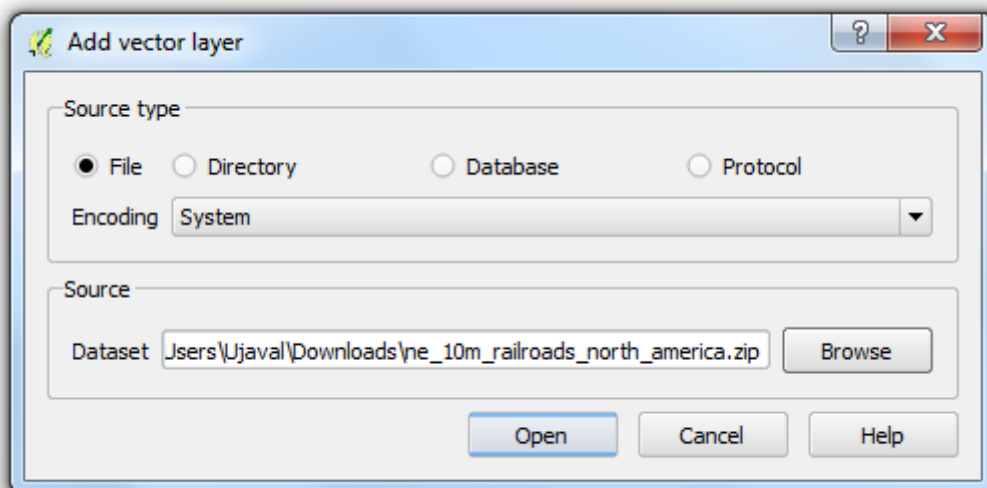 Add vector layer
Source type
File Directory Database Protocol
Encoding System
Source
Dataset Users\Ujaval\Downloads\ne_10m_railroads_north_america.zip Browse
Open Cancel Help